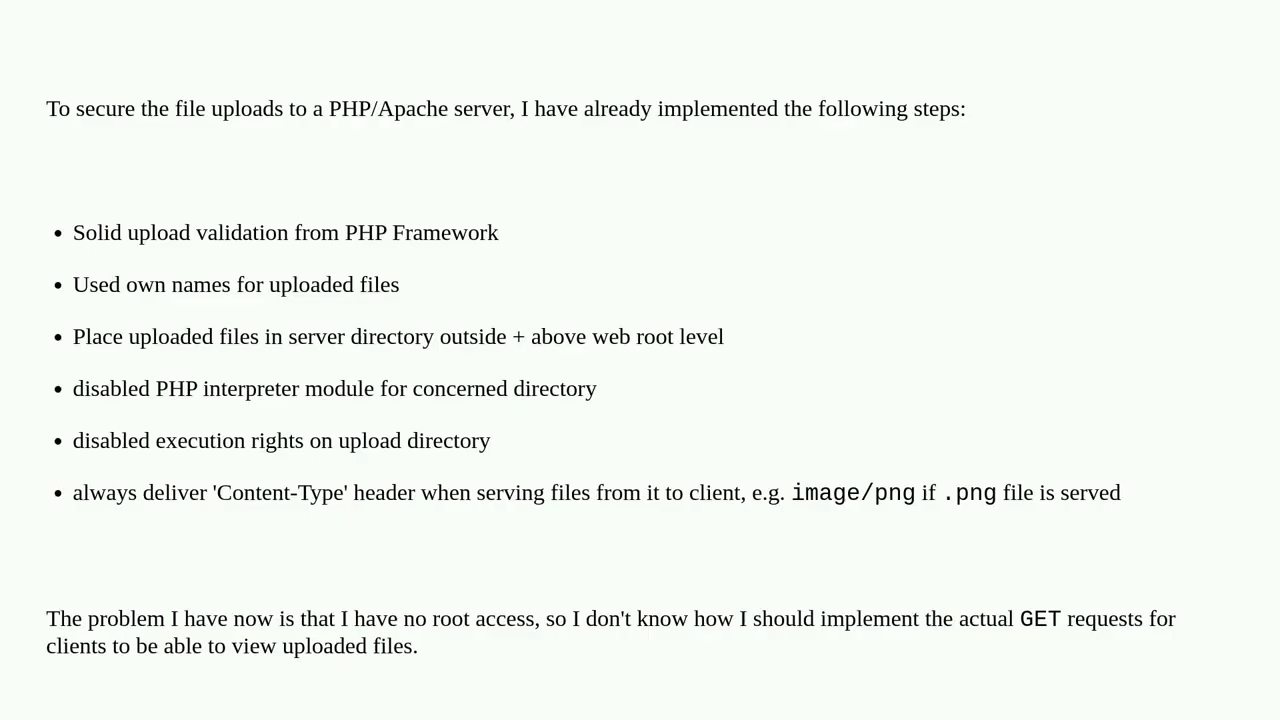 To secure the file uploads to a PHP/Apache server, I have already implemented the following steps:
• Solid upload validation from PHP Framework
• Used own names for uploaded files
• Place uploaded files in server directory outside + above web root level
• disabled PHP interpreter module for concerned directory
• disabled execution rights on upload directory
• always deliver 'Content-Type' header when serving files from it to client, e.g. image/png if .png file is served
The problem I have now is that I have no root access, so I don't know how I should implement the actual GET requests for
clients to be able to view uploaded files.